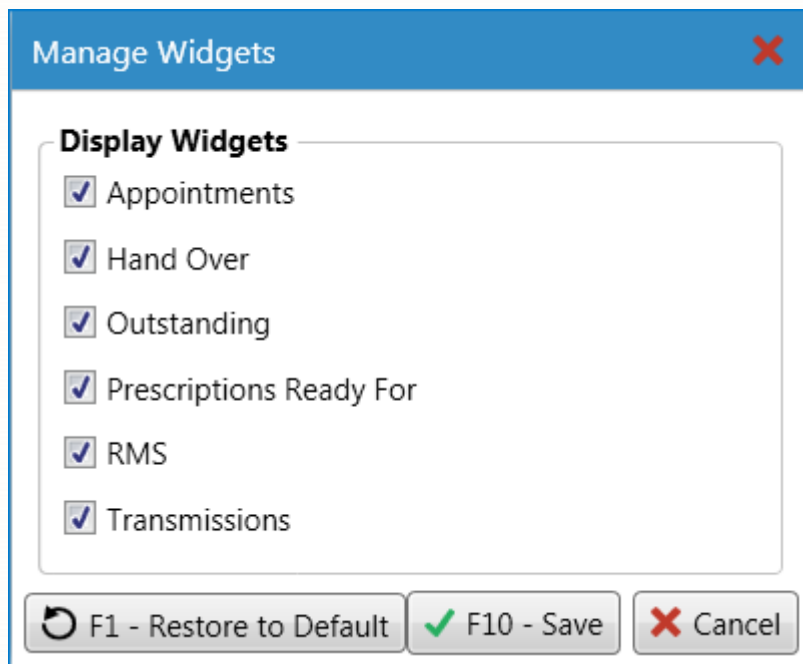 Manage Widgets
Display Widgets
Appointments
Hand Over
Outstanding
Prescriptions Ready For
RMS
Transmissions
F1 - Restore to Default F10 - Save Cancel